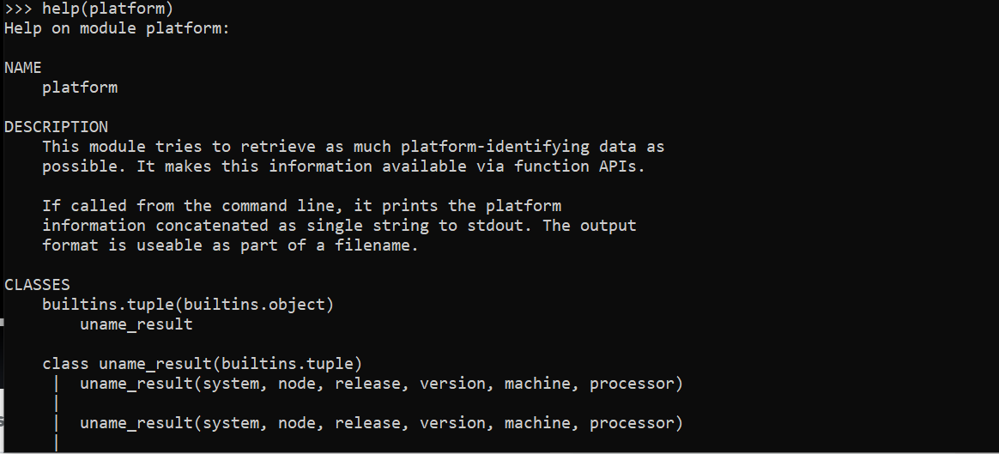 >>> help(platform)
Help on module platform:
NAME
    platform
DESCRIPTION
    This module tries to retrieve as much platform-identifying data as
    possible. It makes this information available via function APIs.
    If called from the command line, it prints the platform
    information concatenated as single string to stdout. The output
    format is useable as part of a filename.
CLASSES
    builtins.tuple(builtins.object)
        uname_result
    class uname_result(builtins.tuple)
     |  uname_result(system, node, release, version, machine, processor)
     |
     |  uname_result(system, node, release, version, machine, processor)
     |